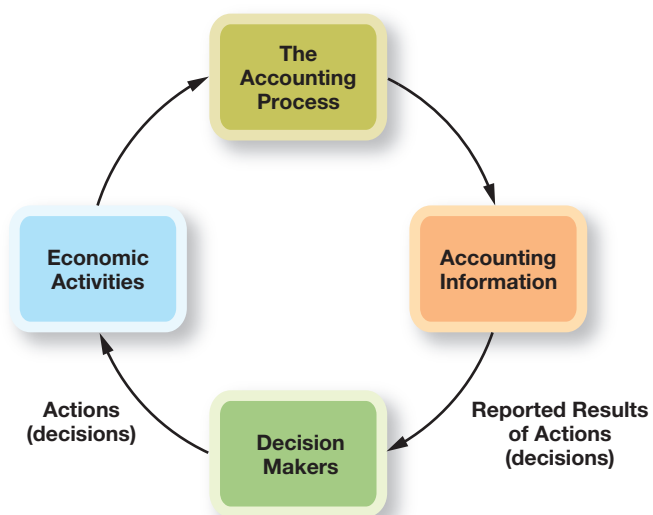 The
Accounting
Process
Economic
Activities
Accounting
Information
Actions
(decisions)
Reported Results
of Actions
(decisions)
Decision
Makers